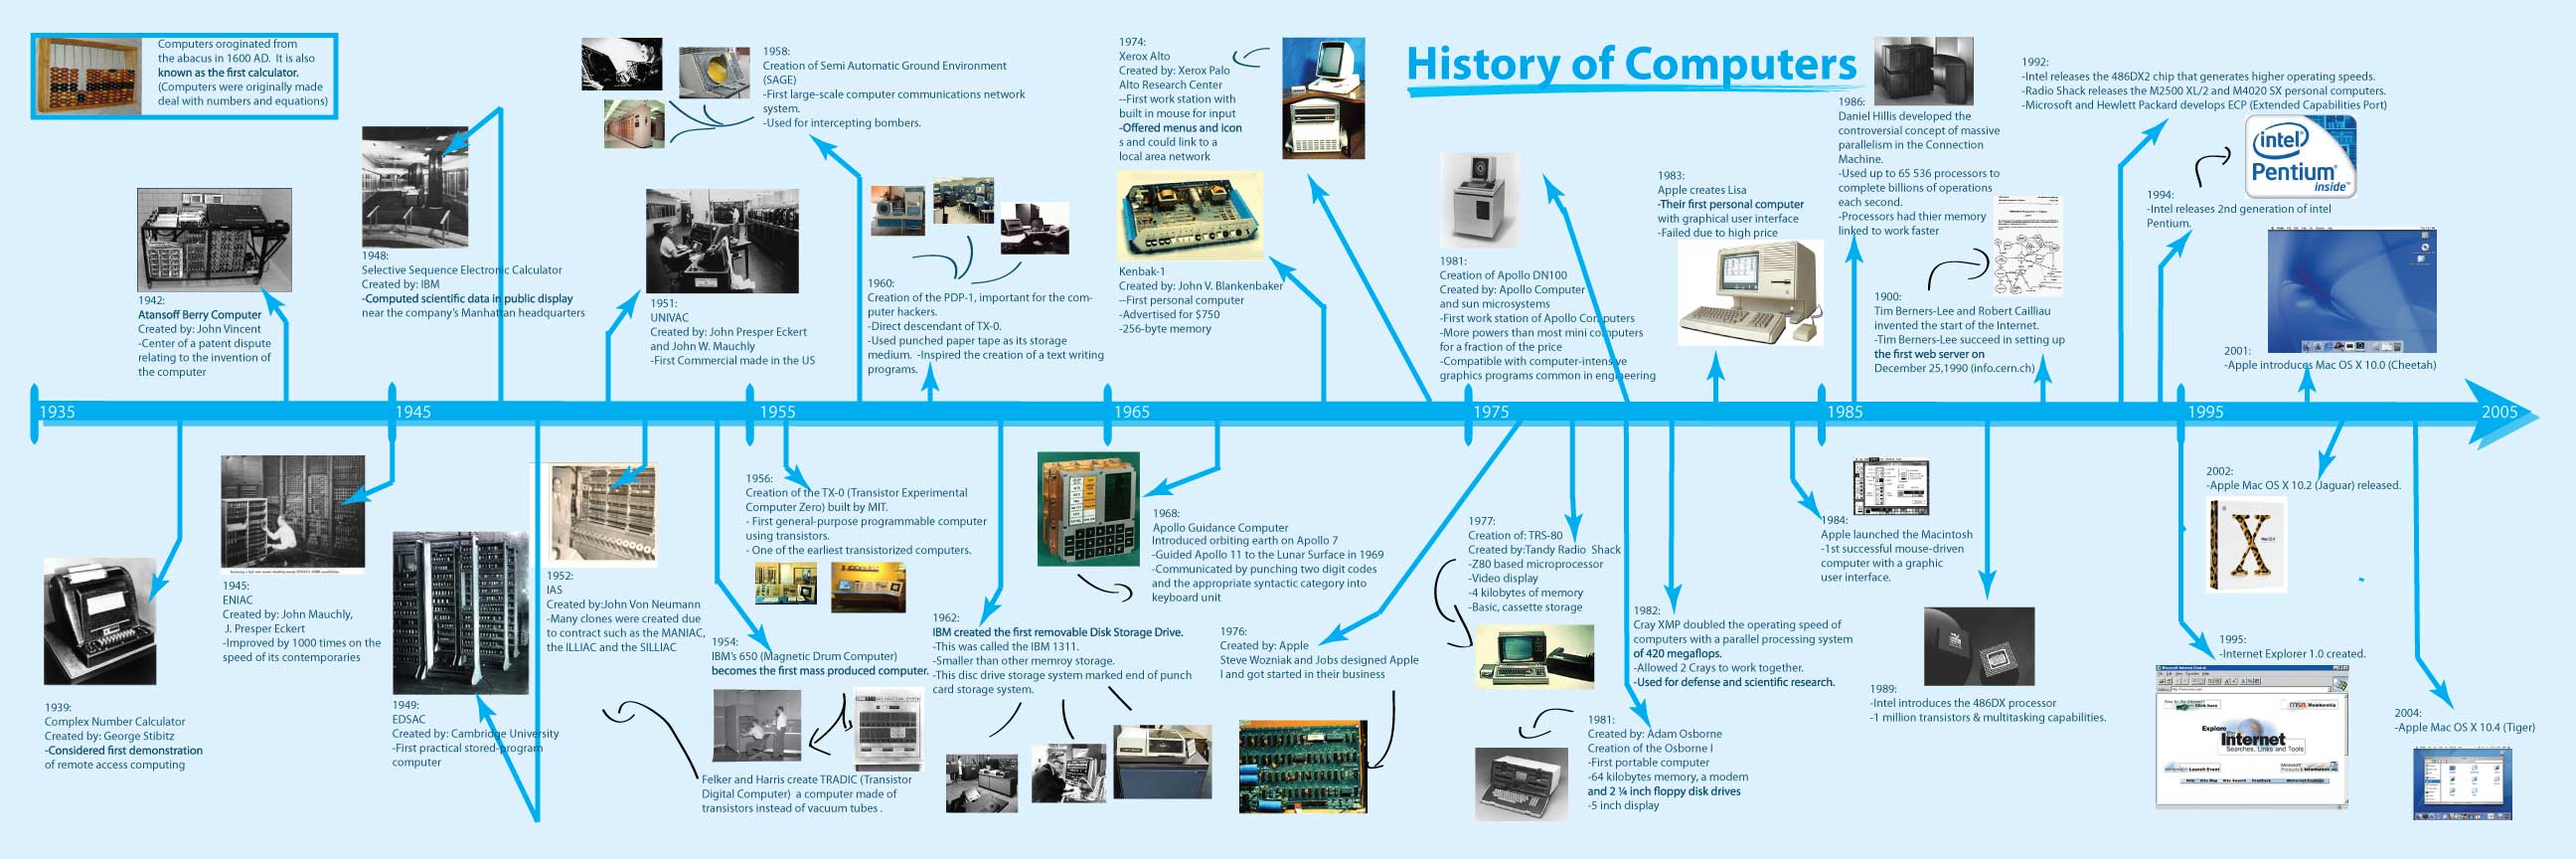 Computers oroginated from
the abacus in 1600 AD.  It is also
known as the first calculator.
(Computers were originally made
deal with numbers and equations)
History of Computers
1942:
Atansoff Berry Computer
Created by: John Vincent
-Center of a patent dispute
relating to the invention of
the computer
1948:
Selective Sequence Electronic Calculator
Created by: IBM
-Computed scientific data in public display
near the company's Manhattan headquarters
1951:
UNIVAC
Created by: John Presper Eckert
and John W. Mauchly
-First Commercial made in the US
1958:
Creation of Semi Automatic Ground Environment
(SAGE)
-First large-scale computer communications network
system.
-Used for intercepting bombers.
1960:
Creation of the PDP-1, important for the com-
puter hackers.
-Direct descendant of TX-0.
-Used punched paper tape as its storage
medium.  -Inspired the creation of a text writing
programs.
1974:
Xerox Alto
Created by: Xerox Palo
Alto Research Center
--First work station with
built in mouse for input
-Offered menus and icon
s and could link to a
local area network
Kenbak-1
Created by: John V. Blankenbaker
--First personal computer
-Advertised for $750
-256-byte memory
1981:
Creation of Apollo DN100
Created by: Apollo Computer
and sun microsystems
-First work station of Apollo Computers
-More powers than most mini computers
for a fraction of the price
-Compatible with computer-intensive
graphics programs common in engineering
1983:
Apple creates Lisa
-Their first personal computer
with graphical user interface
-Failed due to high price
1986:
Daniel Hillis developed the
controversial concept of massive
parallelism in the Connection
Machine.
-Used up to 65 536 processors to
complete billions of operations
each second.
-Processors had thier memory
linked to work faster
1900:
Tim Berners-Lee and Robert Cailliau
invented the start of the Internet.
-Tim Berners-Lee succeed in setting up
the first web server on
December 25,1990 (info.cern.ch)
1992:
-Intel releases the 486DX2 chip that generates higher operating speeds.
-Radio Shack releases the M2500 XL/2 and M4020 SX personal computers.
-Microsoft and Hewlett Packard develops ECP (Extended Capabilities Port)
intel
Pentium
inside™
1994:
-Intel releases 2nd generation of intel
Pentium.
2001:
-Apple introduces Mac OS X 10.0 (Cheetah)
1935
1945
1955
1965
1975
1985
1995
2005
1939:
Complex Number Calculator
Created by: George Stibitz
-Considered first demonstration
of remote access computing
1945:
ENIAC
Created by: John Mauchly,
J. Presper Eckert
-Improved by 1000 times on the
speed of its contemporaries
1949:
EDSAC
Created by: Cambridge University
-First practical stored-program
computer
1952:
IAS
Created by:John Von Neumann
-Many clones were created due
to contract such as the MANIAC,
the ILLIAC and the SILLIAC
1954:
IBM's 650 (Magnetic Drum Computer)
becomes the first mass produced computer.
Felker and Harris create TRADIC (Transistor
Digital Computer)  a computer made of
transistors instead of vacuum tubes .
1956:
Creation of the TX-0 (Transistor Experimental
Computer Zero) built by MIT.
- First general-purpose programmable computer
using transistors.
- One of the earliest transistorized computers.
1962:
IBM created the first removable Disk Storage Drive.
-This was called the IBM 1311.
-Smaller than other memroy storage.
-This disc drive storage system marked end of punch
card storage system.
1968:
Apollo Guidance Computer
Introduced orbiting earth on Apollo 7
-Guided Apollo 11 to the Lunar Surface in 1969
-Communicated by punching two digit codes
and the appropriate syntactic category into
keyboard unit
1976:
Created by: Apple
Steve Wozniak and Jobs designed Apple
I and got started in their business
1977:
Creation of: TRS-80
Created by:Tandy Radio  Shack
-Z80 based microprocessor
-Video display
-4 kilobytes of memory
-Basic, cassette storage
1981:
Created by: Adam Osborne
Creation of the Osborne I
-First portable computer
-64 kilobytes memory, a modem
and 2 ¼ inch floppy disk drives
-5 inch display
1982:
Cray XMP doubled the operating speed of
computers with a parallel processing system
of 420 megaflops.
-Allowed 2 Crays to work together.
-Used for defense and scientific research.
1984:
Apple launched the Macintosh
-1st successful mouse-driven
computer with a graphic
user interface.
1989:
-Intel introduces the 486DX processor
-1 million transistors & multitasking capabilities.
2002:
-Apple Mac OS X 10.2 (Jaguar) released.
X
1995:
-Internet Explorer 1.0 created.
Explore
the Internet
Searches, Links and Tools
2004:
-Apple Mac OS X 10.4 (Tiger)